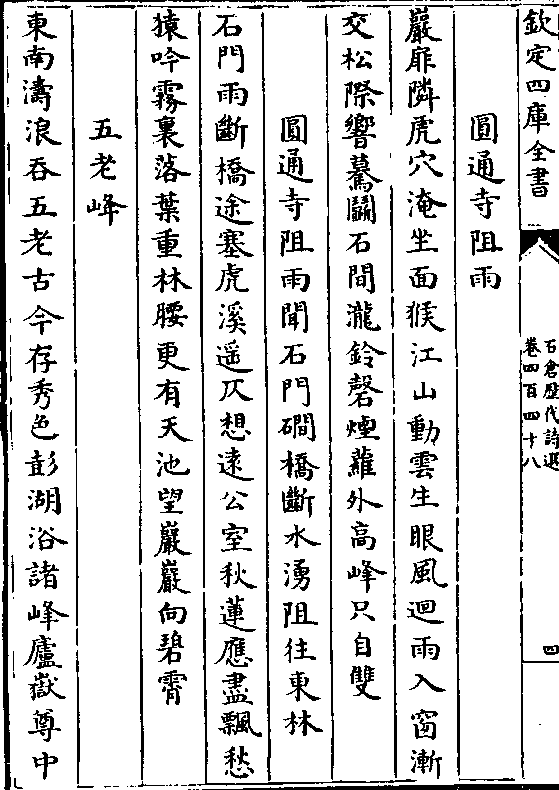 欽定四庫全書
石倉歷代詩選
卷四百四十八
四
圓通寺阻雨
巖扉隣虎穴淹坐面猴江山動雲生眼風迴雨入窗漸
交松際響驀鬭石間瀧鈴磬煙蘿外高峰只自雙
圓通寺阻雨聞石門磵橋斷水湧阻往東林
石門雨斷橋途塞虎溪遥仄想遠公室秋蓮應盡飄愁
猿吟霧裏落葉重林腰更有天池望巖巖向碧霄
五老峰
東南濤浪吞五老古今存秀色彭湖浴諸峰廬嶽尊中